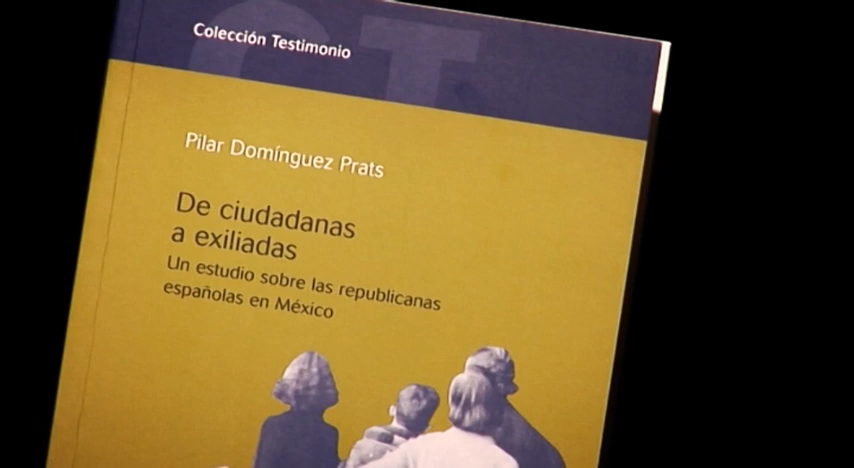 Colección Testimonio
Pilar Domínguez Prats
De ciudadanas
a exiliadas
Un estudio sobre las republicanas
españolas en México